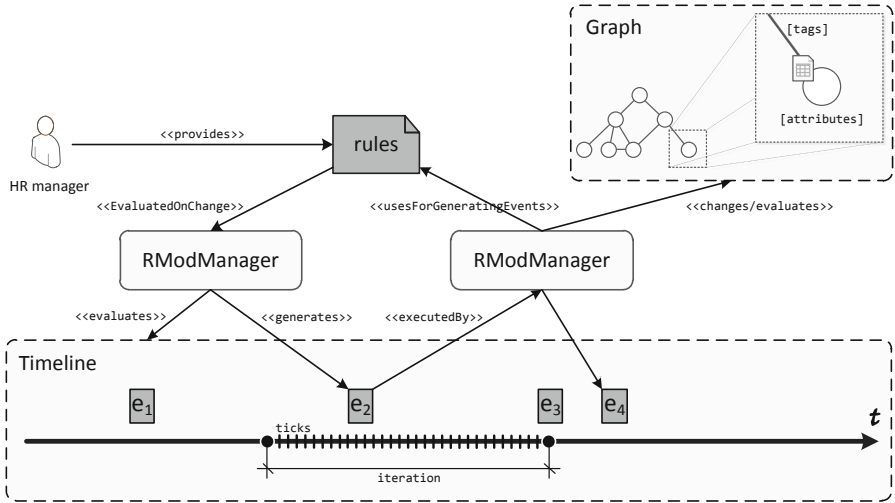 Graph
[tags]
[attributes]
<<provides>>
rules
HR manager
<<EvaluatedOnChange>>
<<usesForGeneratingEvents>>
<<changes/evaluates>>
RModManager
RModManager
<<evaluates>>
<<generates>>
<<executedBy>>
Timeline
e1
e2
e3
e4
t
ticks
iteration